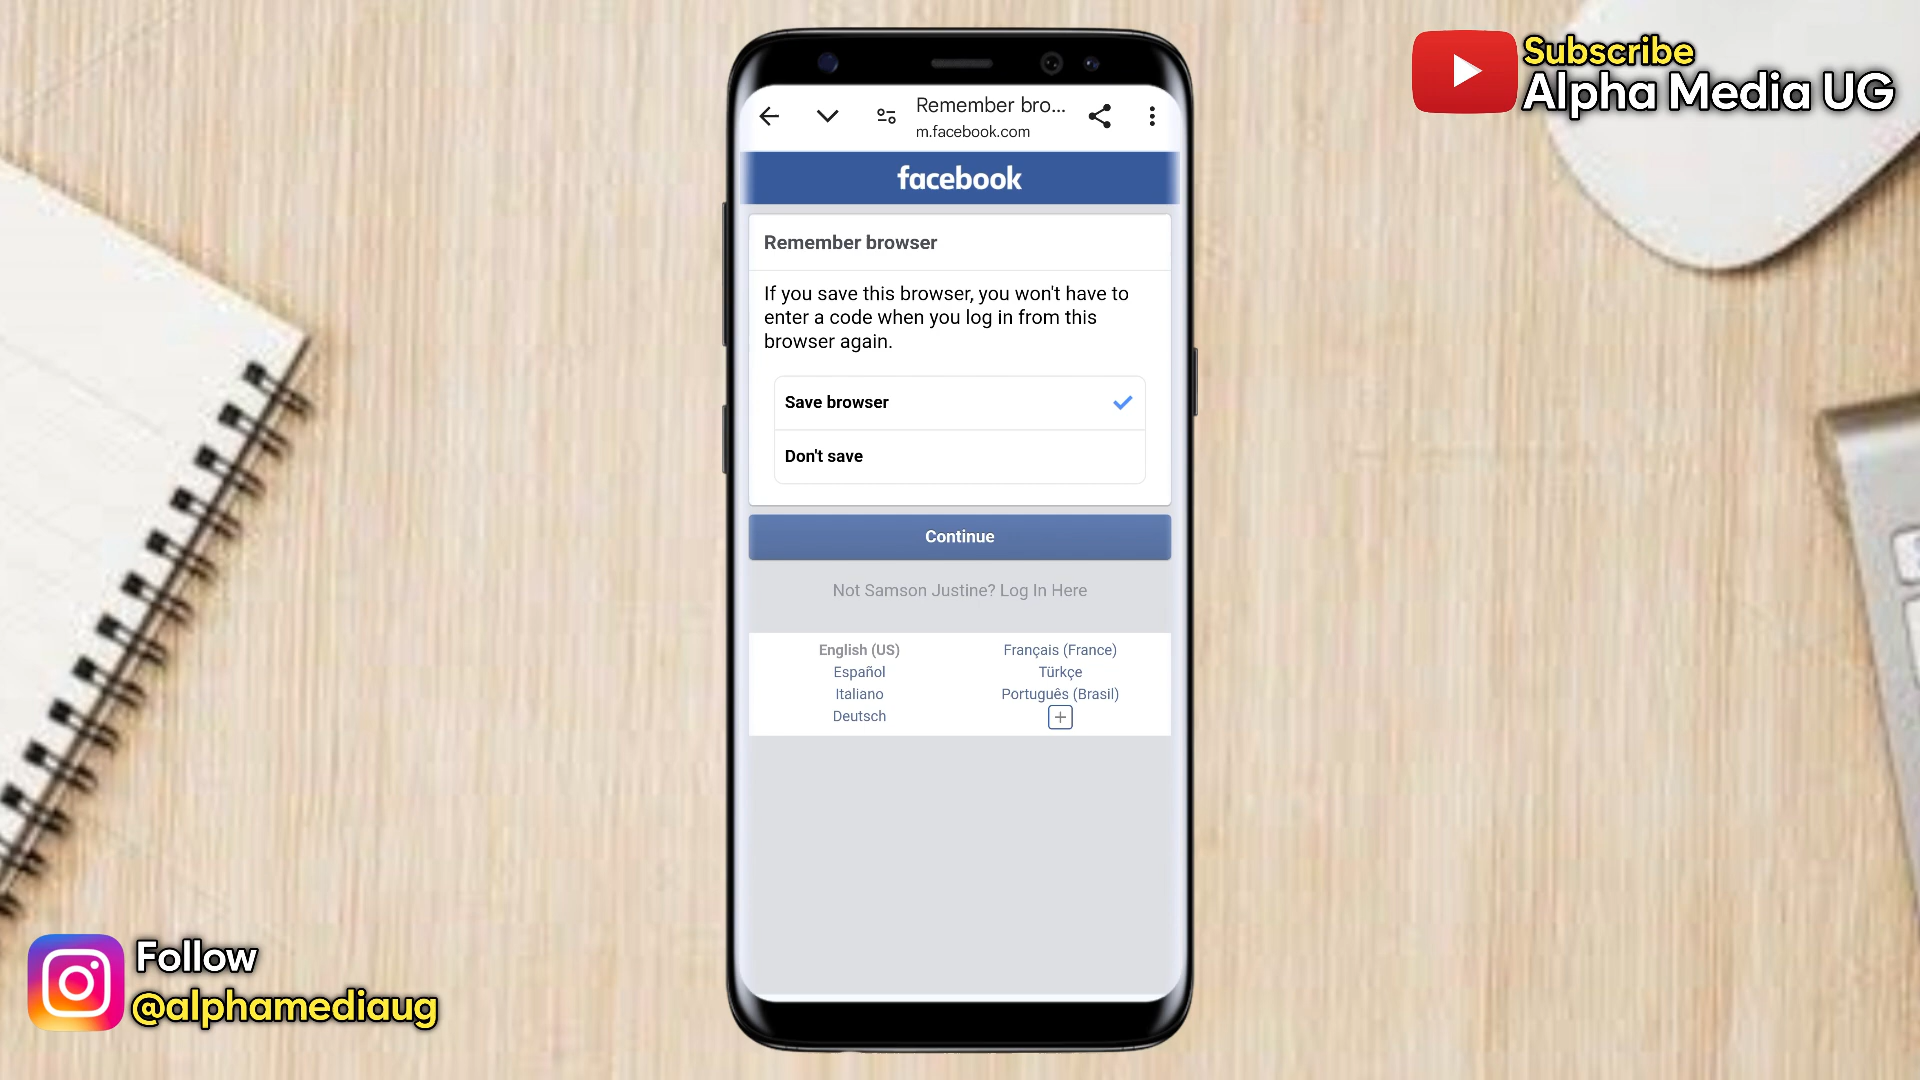 Subscribe
Alpha Media UG
Remember bro...
m.facebook.com
facebook
Remember browser
If you save this browser, you won't have to
enter a code when you log in from this
browser again.
Save browser
Don't save
Continue
Not Samson Justine? Log In Here
English (US)
Français (France)
Español
Türkçe
Italiano
Português (Brasil)
Deutsch
Follow
@alphamediaug